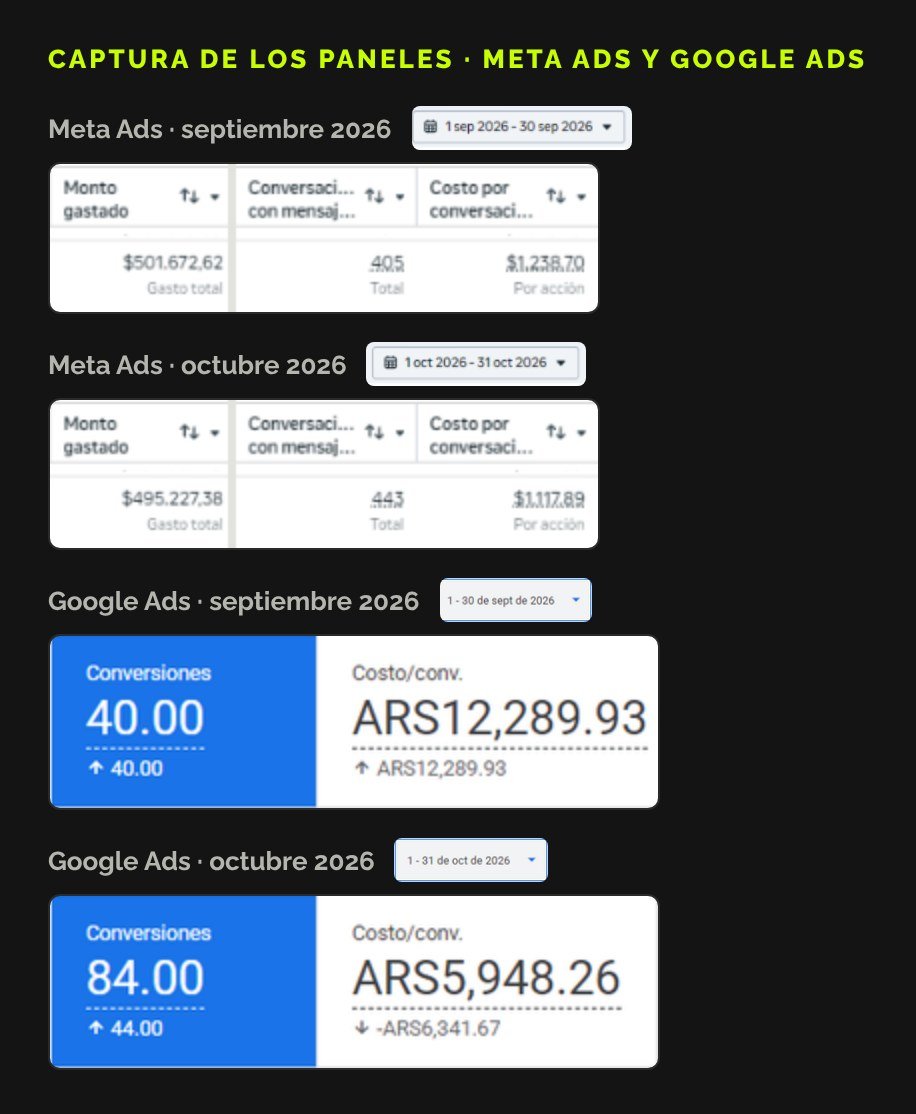 CAPTURA DE LOS PANELES · META ADS Y GOOGLE ADS
Meta Ads · septiembre 2026
1 sep 2026 - 30 sep 2026
Monto gastado
Conversaci... con mensaj...
Costo por conversaci...
$501.672,62
405
$1.238,70
Gasto total
Total
Por acción
Meta Ads · octubre 2026
1 oct 2026 - 31 oct 2026
Monto gastado
Conversaci... con mensaj...
Costo por conversaci...
$495.227,38
443
$1.117,89
Gasto total
Total
Por acción
Google Ads · septiembre 2026
1 - 30 de sept de 2026
Conversiones
Costo/conv.
40.00
ARS12,289.93
↑ 40.00
↑ ARS12,289.93
Google Ads · octubre 2026
1 - 31 de oct de 2026
Conversiones
Costo/conv.
84.00
ARS5,948.26
↑ 44.00
↓ -ARS6,341.67